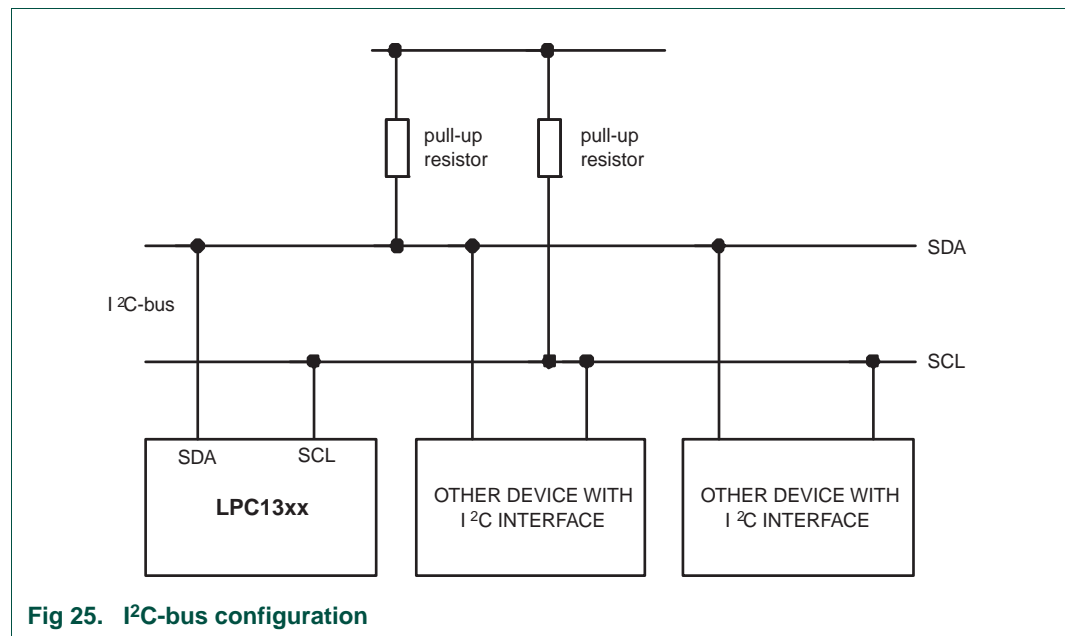 pull-up
resistor
pull-up
resistor
SDA
I ²C-bus
SCL
SDA
SCL
LPC13xx
OTHER DEVICE WITH
I ²C INTERFACE
OTHER DEVICE WITH
I ²C INTERFACE
Fig 25. I²C-bus configuration